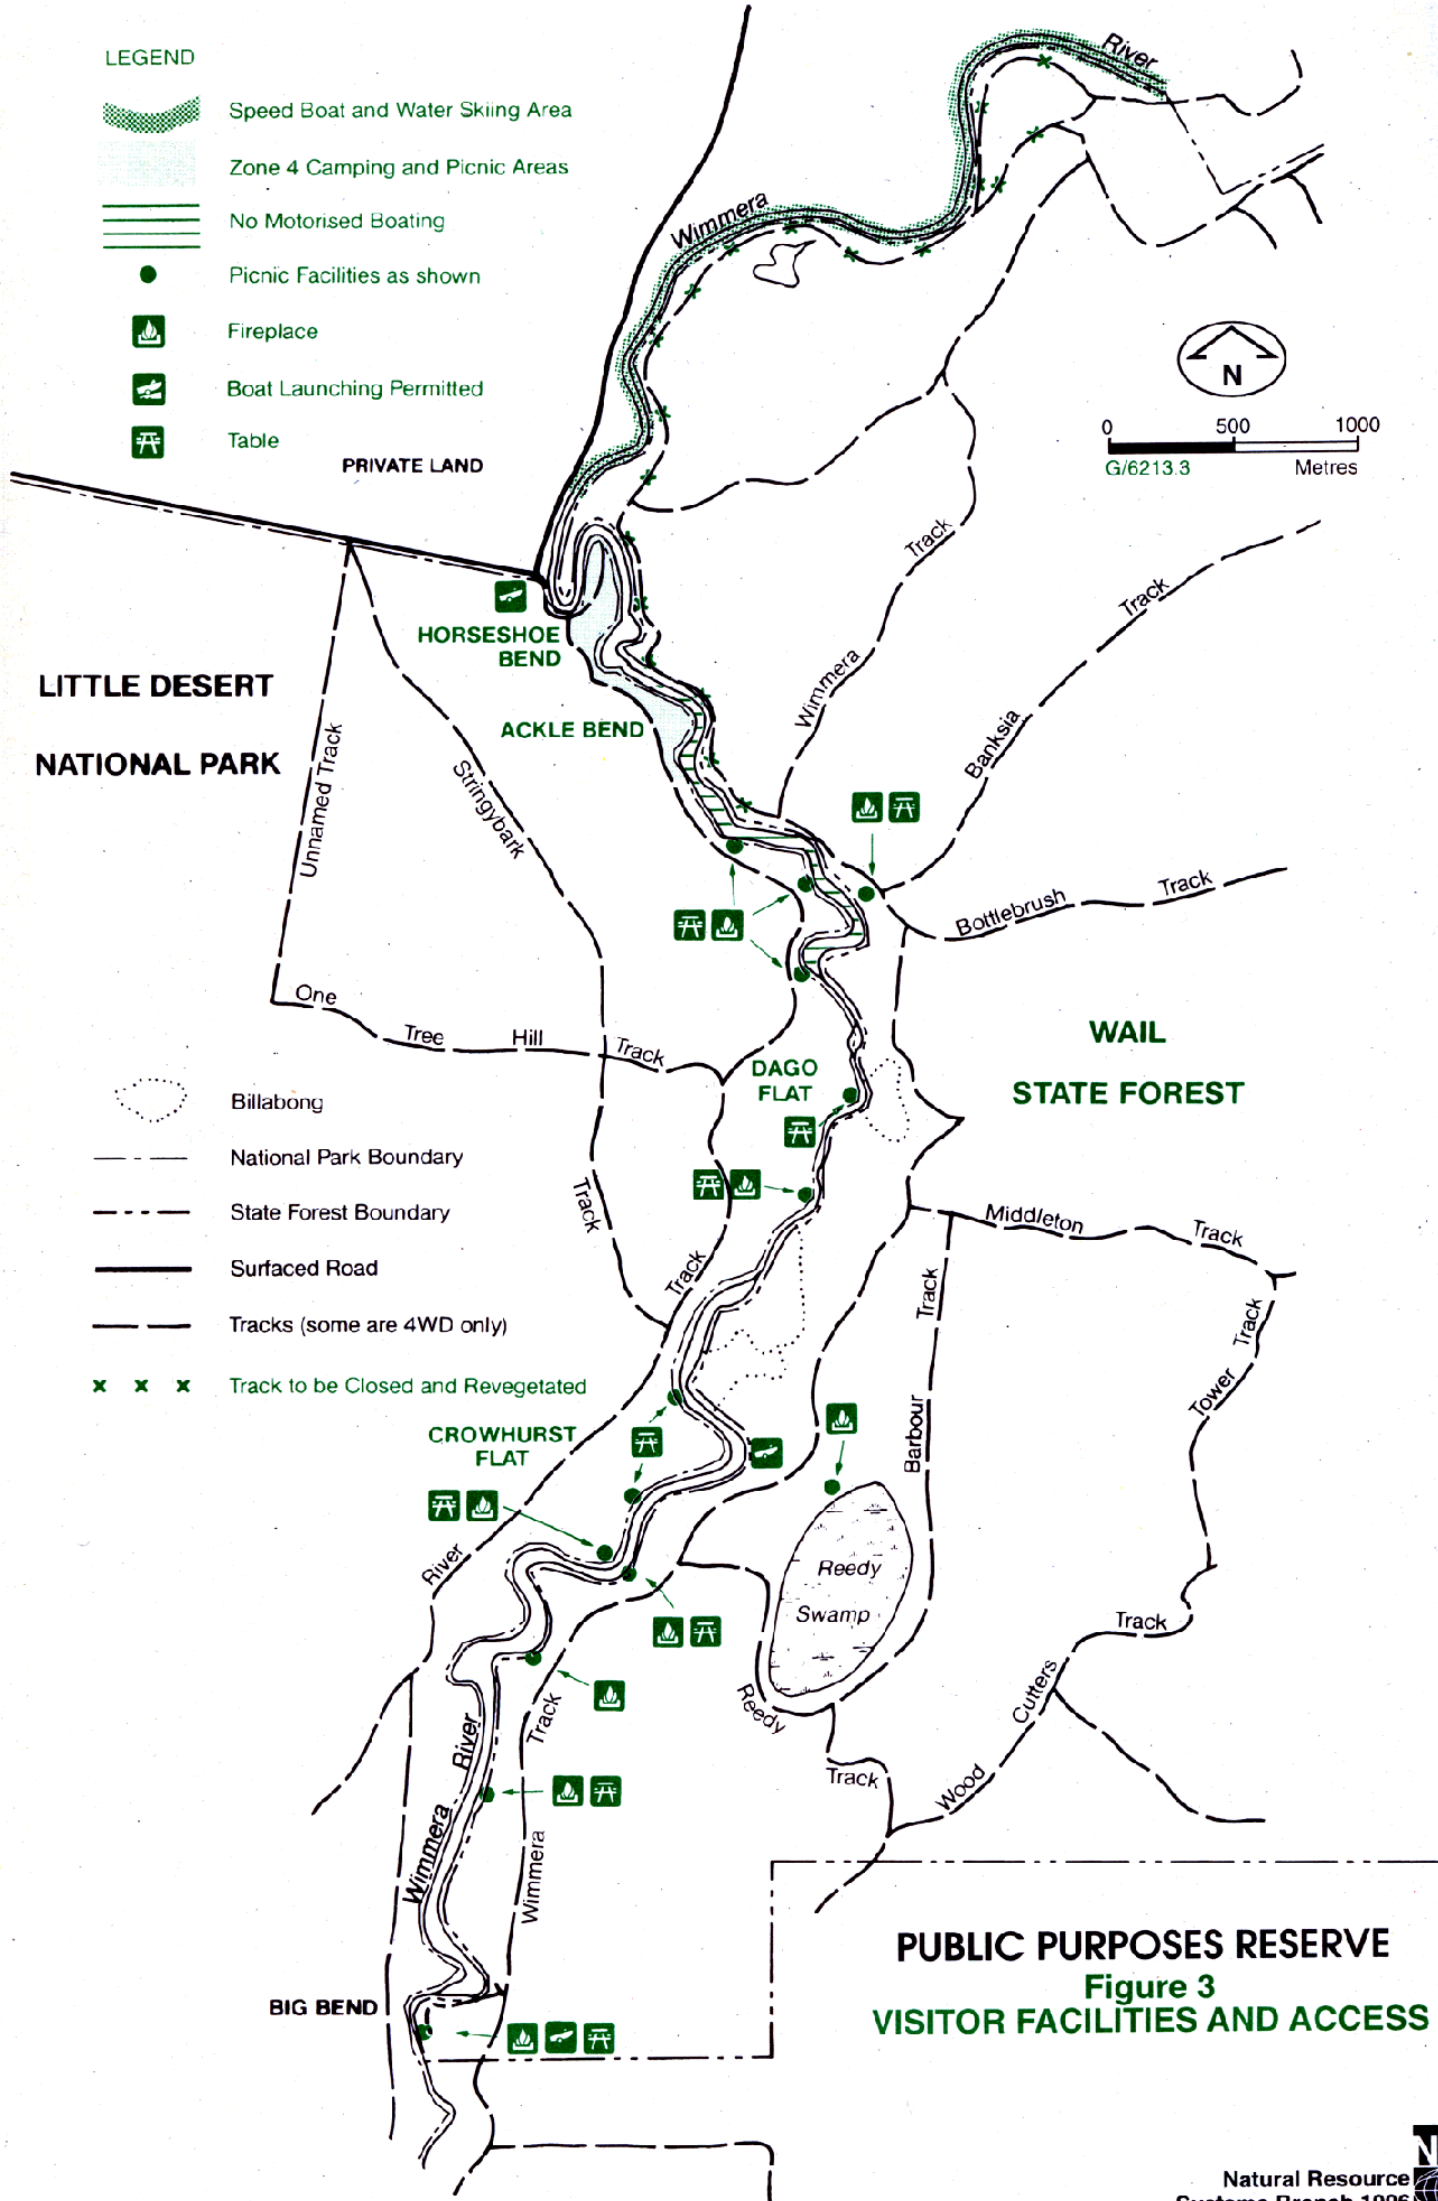 LEGEND
Speed Boat and Water Skiing Area
Zone 4 Camping and Picnic Areas
No Motorised Boating
Picnic Facilities as shown
Fireplace
Boat Launching Permitted
Table
PRIVATE LAND
River
Wimmera
N
0 500 1000
G/6213.3 Metres
HORSESHOE
BEND
ACKLE BEND
LITTLE DESERT
NATIONAL PARK
Unnamed Track
Stringybark
Track
Wimmera
Track
Banksia
Track
Bottlebrush
Track
One
Tree
Hill
Track
DAGO
FLAT
WAIL
STATE FOREST
Billabong
National Park Boundary
State Forest Boundary
Surfaced Road
Tracks (some are 4WD only)
Track to be Closed and Revegetated
Track
Track
Middleton
Track
Track
Barbour
Track
Tower
CROWHURST
FLAT
River
Reedy
Swamp
Track
Cutters
Wood
Reedy
Track
Track
Wimmera
River
Wimmera
BIG BEND
PUBLIC PURPOSES RESERVE
Figure 3
VISITOR FACILITIES AND ACCESS
N
Natural Resource
Systems Branch 1996